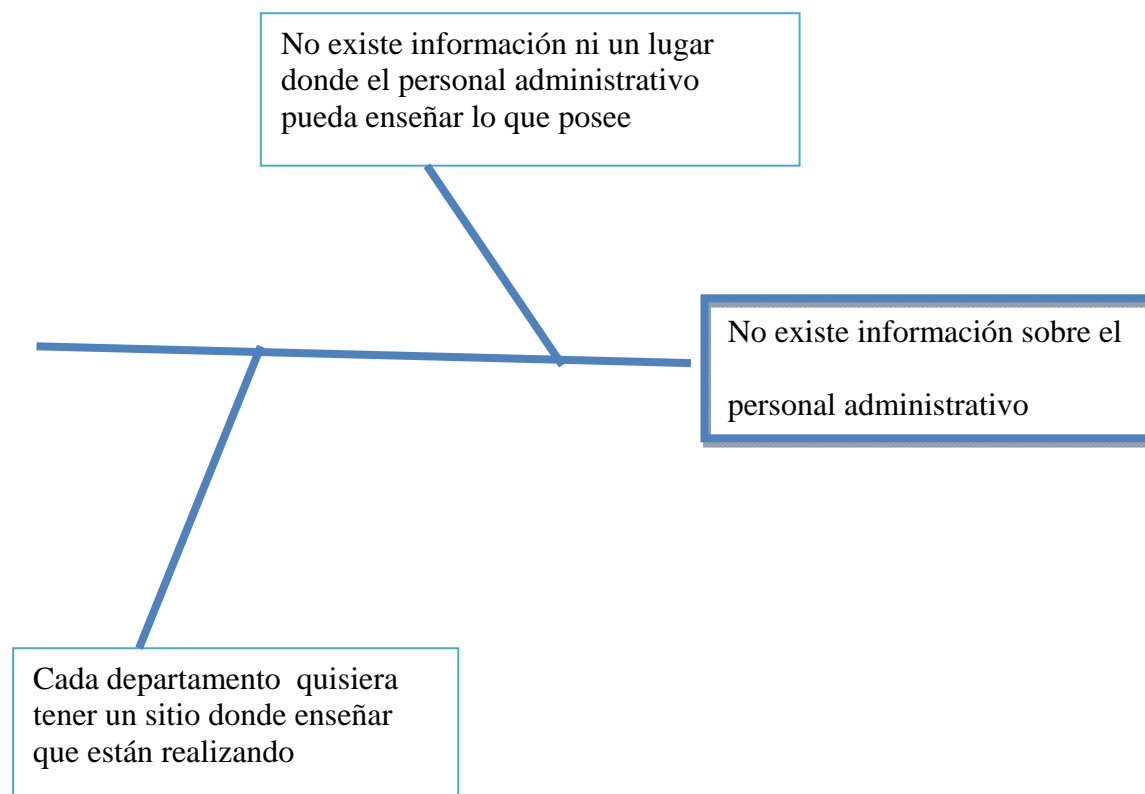 No existe información ni un lugar
donde el personal administrativo
pueda enseñar lo que posee
No existe información sobre el
personal administrativo
Cada departamento  quisiera
tener un sitio donde enseñar
que están realizando